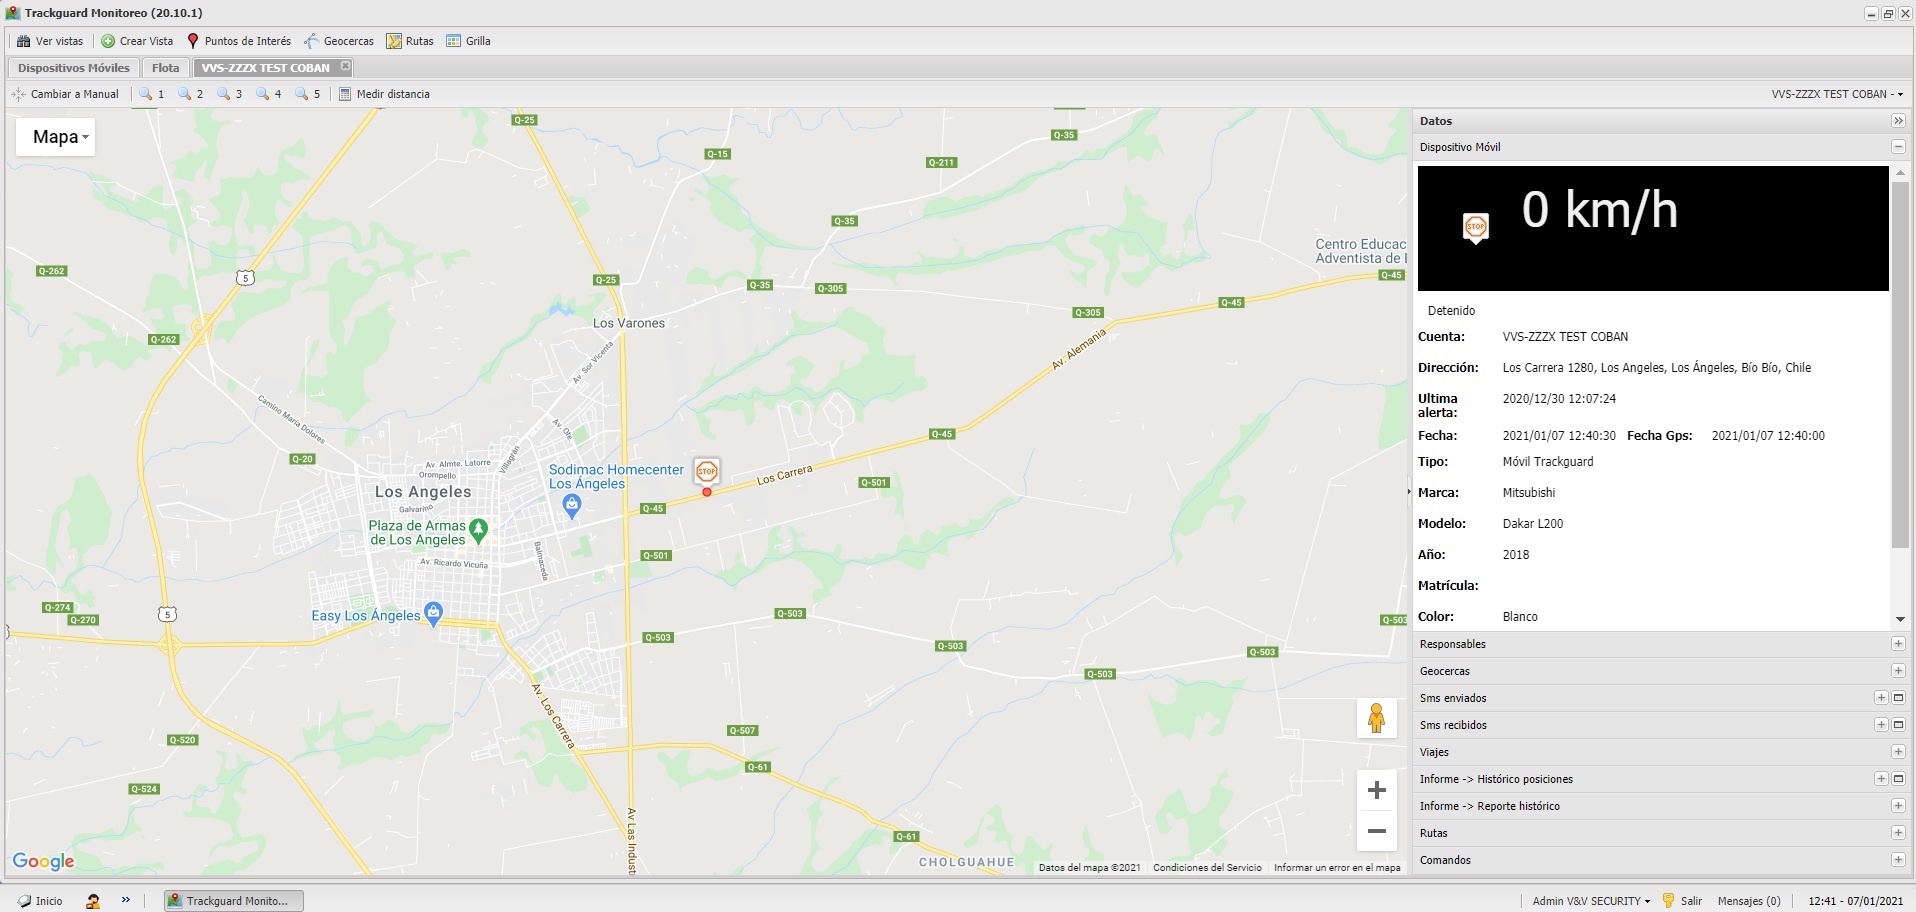 Trackguard Monitoreo (20.10.1)
Ver vistas Crear Vista Puntos de Interés Geocercas Rutas Grilla
Dispositivos Móviles Flota VVS-ZZZX TEST COBAN
Cambiar a Manual 1 2 3 4 5 Medir distancia VVS-ZZZX TEST COBAN -
Mapa
Q-25
Q-15
Q-35
Q-211
Q-35
Centro Educac
Adventista de l
Q-262
5
Q-25
Q-35
Q-305
Q-45
Q-45
Q-305
Los Varones
Q-262
Av. Alemania
Av. Sor Vicenta
Camino María Dolores
Av. Ote.
Q-45
Villagrán
Q-20
Av. Almte. Latorre
Orompello
Sodimac Homecenter
Los Ángeles
STOP
Los Carrera
Q-501
Los Angeles
Galvarino
Q-45
Plaza de Armas
de Los Angeles
Balmaceda
Q-501
Av. Ricardo Vicuña
Q-274
Q-270
5
Easy Los Ángeles
Q-503
Q-503
Q-503
Q-503
Q-503
Q-503
Av. Los Carrera
Q-520
Q-507
Q-61
Q-524
Av Las Indust
Q-61
CHOLGUAHUE
Google
Datos del mapa ©2021 Condiciones del Servicio Informar un error en el mapa
Datos
Dispositivo Móvil
STOP
0 km/h
Detenido
Cuenta: VVS-ZZZX TEST COBAN
Dirección: Los Carrera 1280, Los Angeles, Los Ángeles, Bío Bío, Chile
Ultima alerta: 2020/12/30 12:07:24
Fecha: 2021/01/07 12:40:30 Fecha Gps: 2021/01/07 12:40:00
Tipo: Móvil Trackguard
Marca: Mitsubishi
Modelo: Dakar L200
Año: 2018
Matrícula:
Color: Blanco
Responsables
Geocercas
Sms enviados
Sms recibidos
Viajes
Informe -> Histórico posiciones
Informe -> Reporte histórico
Rutas
Comandos
Inicio Trackguard Monito... Admin V&V SECURITY Salir Mensajes (0) 12:41 - 07/01/2021